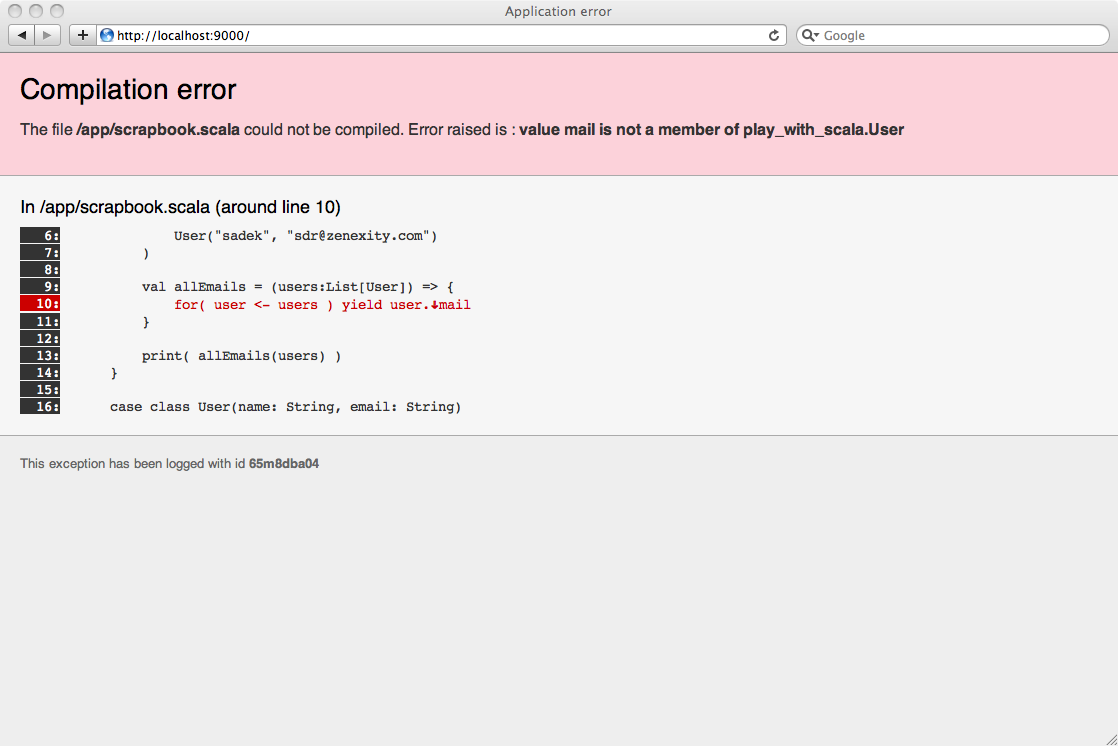 Application error
http://localhost:9000/
Google
Compilation error
The file /app/scrapbook.scala could not be compiled. Error raised is : value mail is not a member of play_with_scala.User
In /app/scrapbook.scala (around line 10)
6: User("sadek", "sdr@zenexity.com")
7: )
8:
9: val allEmails = (users:List[User]) => {
10: for( user <- users ) yield user.↓mail
11: }
12:
13: print( allEmails(users) )
14: }
15:
16: case class User(name: String, email: String)
This exception has been logged with id 65m8dba04